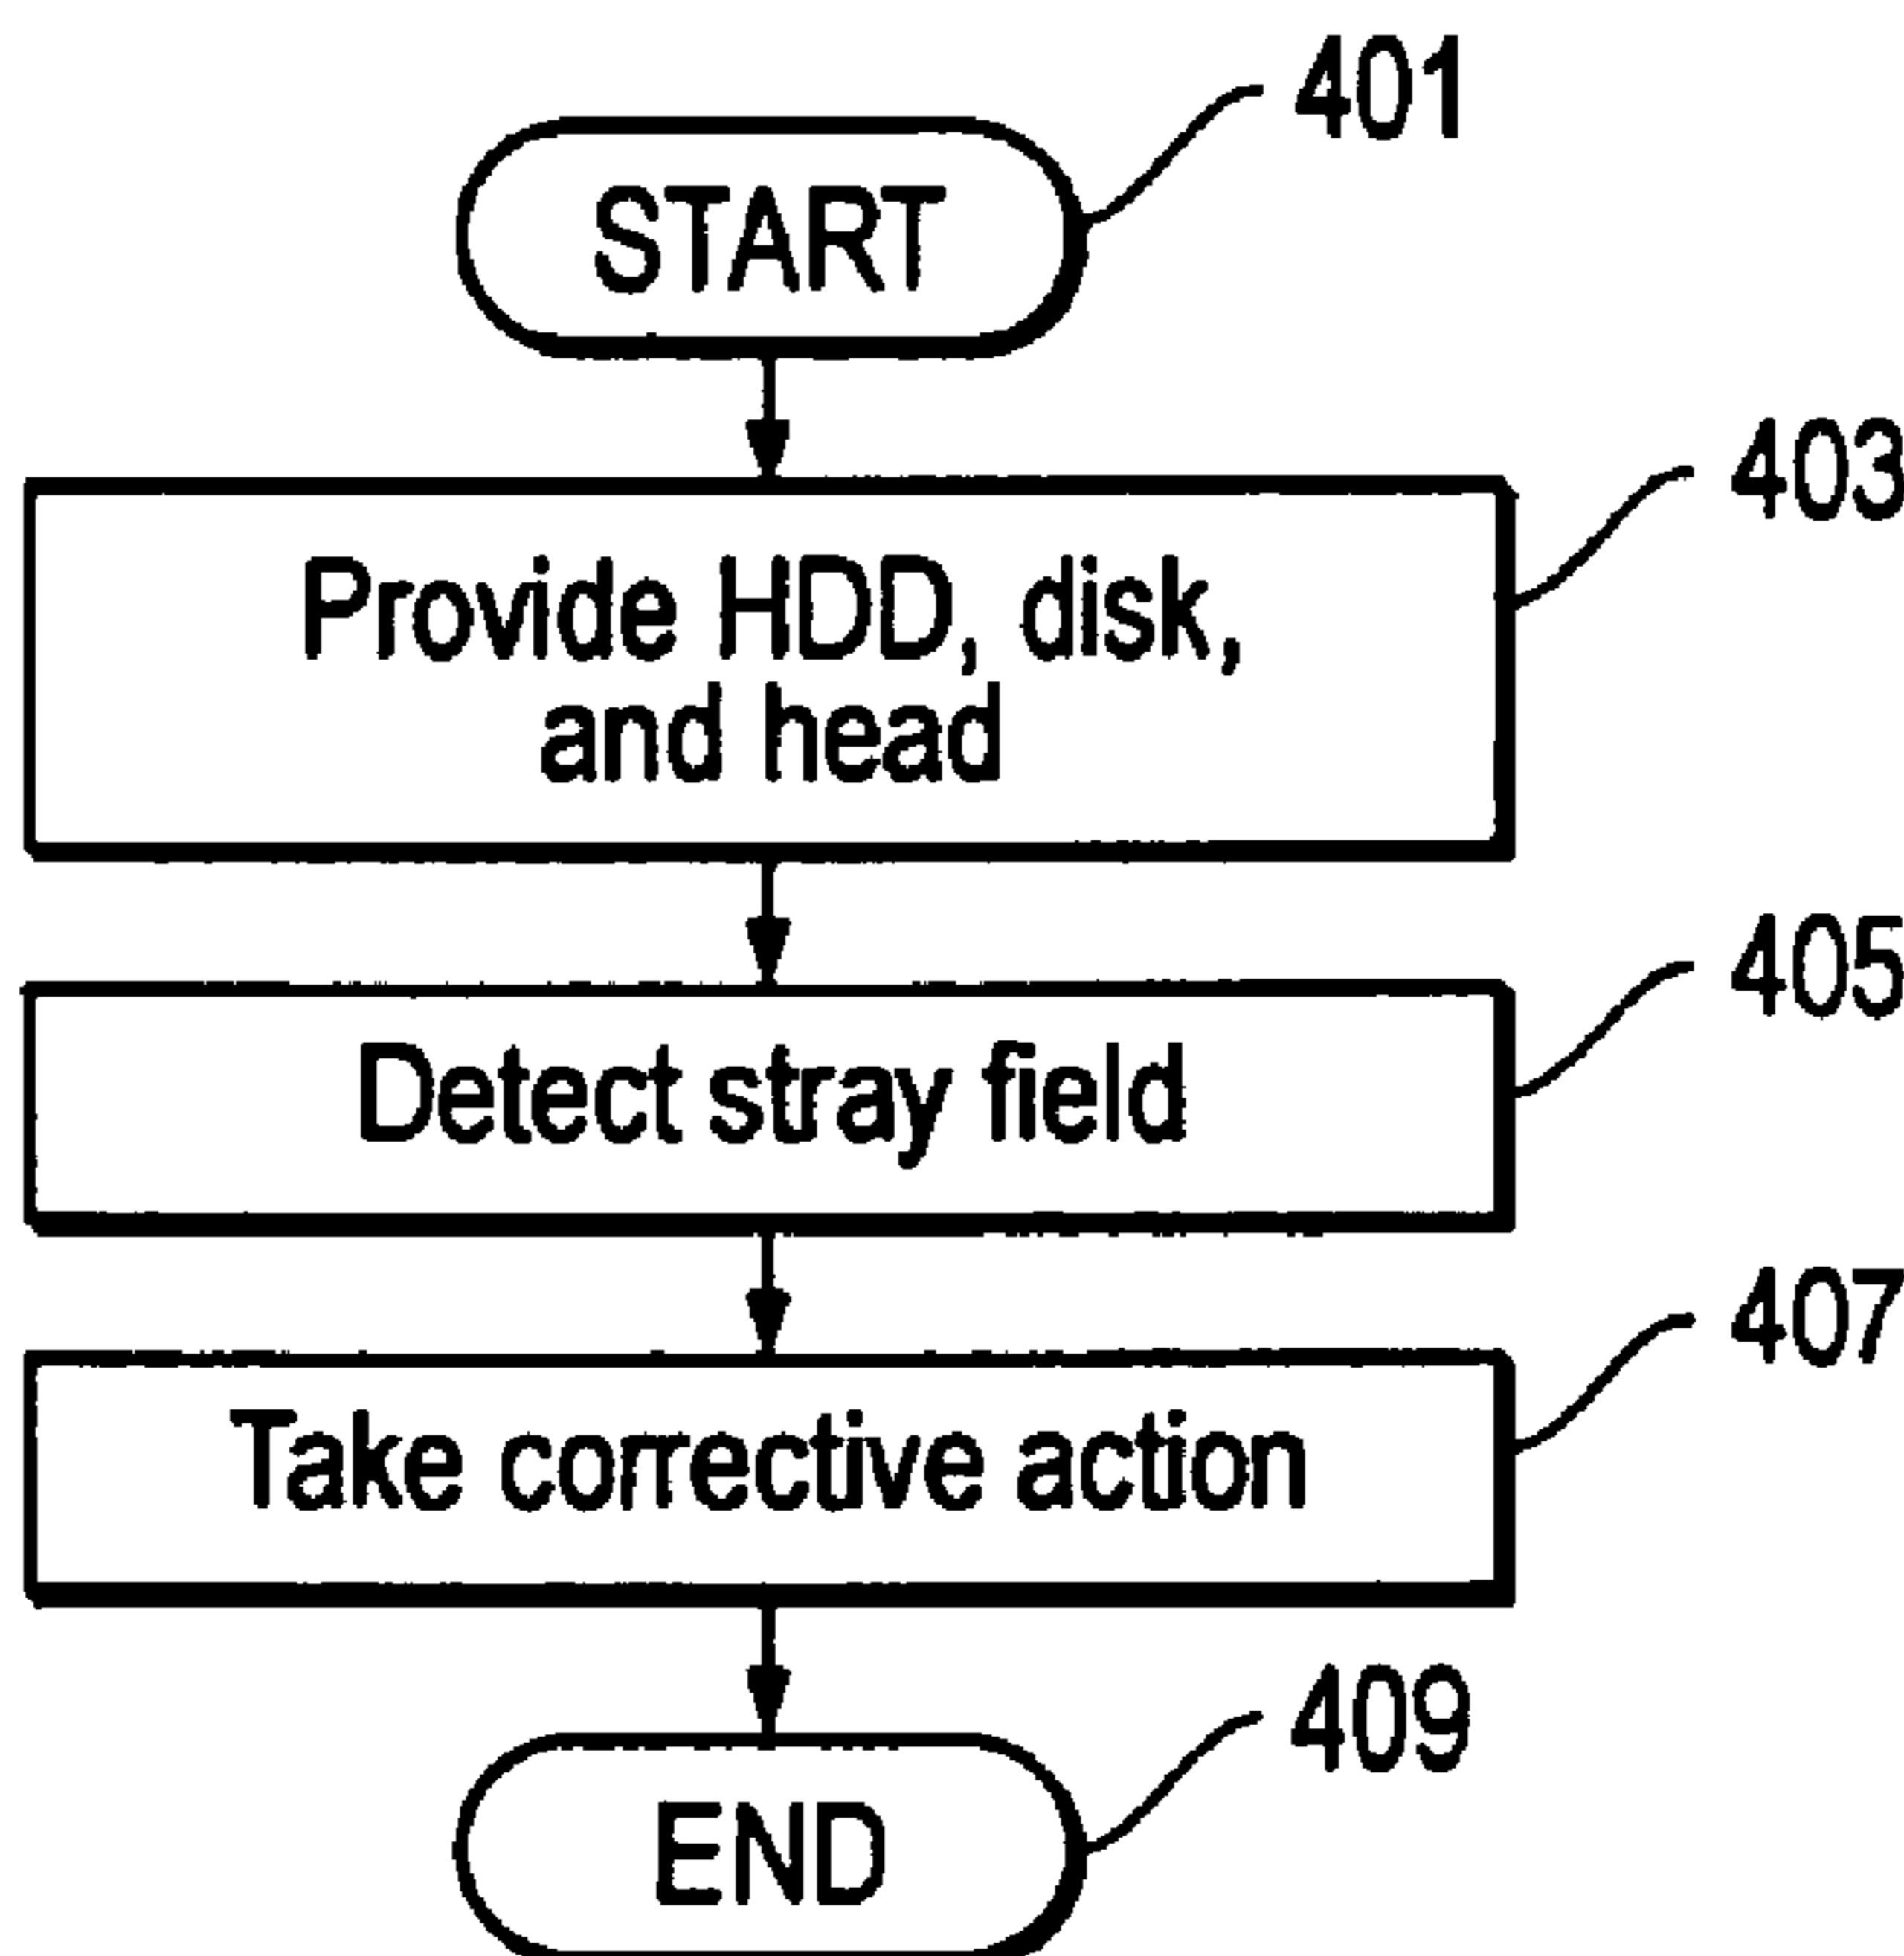 401
START
403
Provide HDD, disk,
and head
405
Detect stray field
407
Take corrective action
409
END